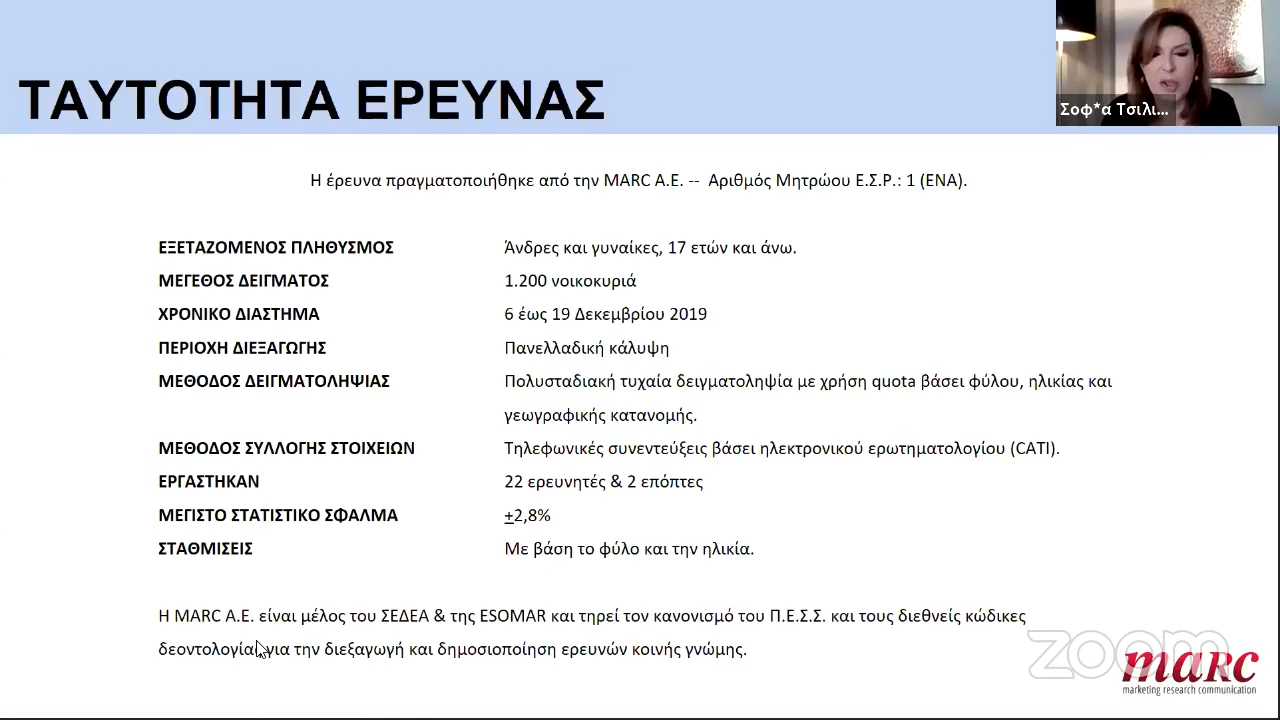 ΤΑΥΤΟΤΗΤΑ ΕΡΕΥΝΑΣ
Σοφ*α Τσιλι...
Η έρευνα πραγματοποιήθηκε από την MARC A.E. -- Αριθμός Μητρώου Ε.Σ.Ρ.: 1 (ΕΝΑ).
ΕΞΕΤΑΖΟΜΕΝΟΣ ΠΛΗΘΥΣΜΟΣ Άνδρες και γυναίκες, 17 ετών και άνω.
ΜΕΓΕΘΟΣ ΔΕΙΓΜΑΤΟΣ 1.200 νοικοκυριά
ΧΡΟΝΙΚΟ ΔΙΑΣΤΗΜΑ 6 έως 19 Δεκεμβρίου 2019
ΠΕΡΙΟΧΗ ΔΙΕΞΑΓΩΓΗΣ Πανελλαδική κάλυψη
ΜΕΘΟΔΟΣ ΔΕΙΓΜΑΤΟΛΗΨΙΑΣ Πολυσταδιακή τυχαία δειγματοληψία με χρήση quota βάσει φύλου, ηλικίας και
γεωγραφικής κατανομής.
ΜΕΘΟΔΟΣ ΣΥΛΛΟΓΗΣ ΣΤΟΙΧΕΙΩΝ Τηλεφωνικές συνεντεύξεις βάσει ηλεκτρονικού ερωτηματολογίου (CATI).
ΕΡΓΑΣΤΗΚΑΝ 22 ερευνητές & 2 επόπτες
ΜΕΓΙΣΤΟ ΣΤΑΤΙΣΤΙΚΟ ΣΦΑΛΜΑ ±2,8%
ΣΤΑΘΜΙΣΕΙΣ Με βάση το φύλο και την ηλικία.
Η MARC A.E. είναι μέλος του ΣΕΔΕΑ & της ESOMAR και τηρεί τον κανονισμό του Π.Ε.Σ.Σ. και τους διεθνείς κώδικες
δεοντολογίας για την διεξαγωγή και δημοσιοποίηση ερευνών κοινής γνώμης.
zoom
marc
marketing research communication